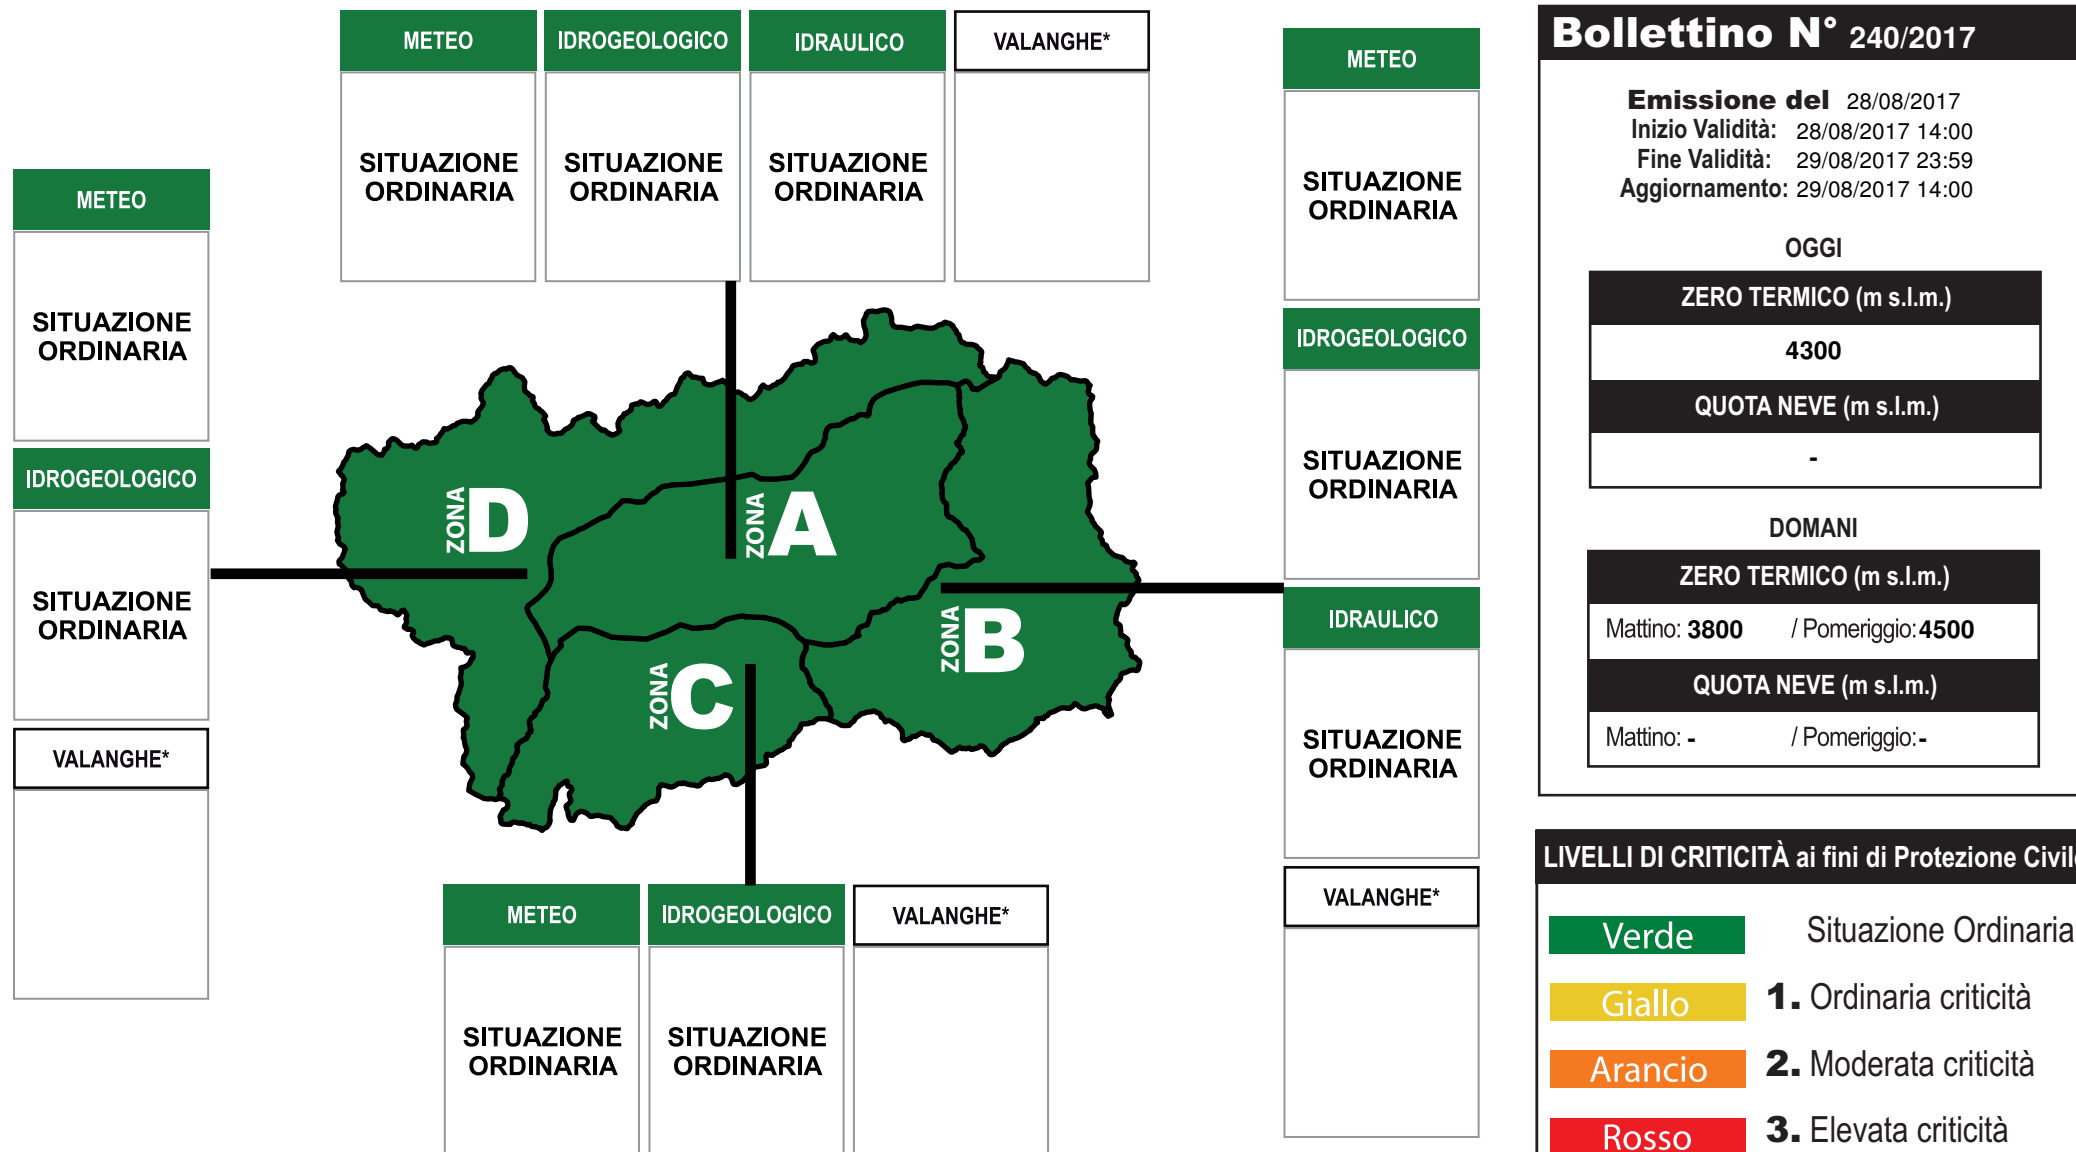 METEO IDROGEOLOGICO IDRAULICO VALANGHE*
SITUAZIONE ORDINARIA
SITUAZIONE ORDINARIA
SITUAZIONE ORDINARIA
METEO
SITUAZIONE
ORDINARIA
IDROGEOLOGICO
SITUAZIONE
ORDINARIA
VALANGHE*
ZONA D
ZONA A
ZONA B
ZONA C
METEO
SITUAZIONE
ORDINARIA
IDROGEOLOGICO
SITUAZIONE
ORDINARIA
IDRAULICO
SITUAZIONE
ORDINARIA
VALANGHE*
METEO IDROGEOLOGICO VALANGHE*
SITUAZIONE ORDINARIA
SITUAZIONE ORDINARIA
Bollettino N° 240/2017
Emissione del 28/08/2017
Inizio Validità: 28/08/2017 14:00
Fine Validità: 29/08/2017 23:59
Aggiornamento: 29/08/2017 14:00
OGGI
ZERO TERMICO (m s.l.m.)
4300
QUOTA NEVE (m s.l.m.)
-
DOMANI
ZERO TERMICO (m s.l.m.)
Mattino: 3800 / Pomeriggio: 4500
QUOTA NEVE (m s.l.m.)
Mattino: - / Pomeriggio: -
LIVELLI DI CRITICITÀ ai fini di Protezione Civil
Verde Situazione Ordinaria
Giallo 1. Ordinaria criticità
Arancio 2. Moderata criticità
Rosso 3. Elevata criticità